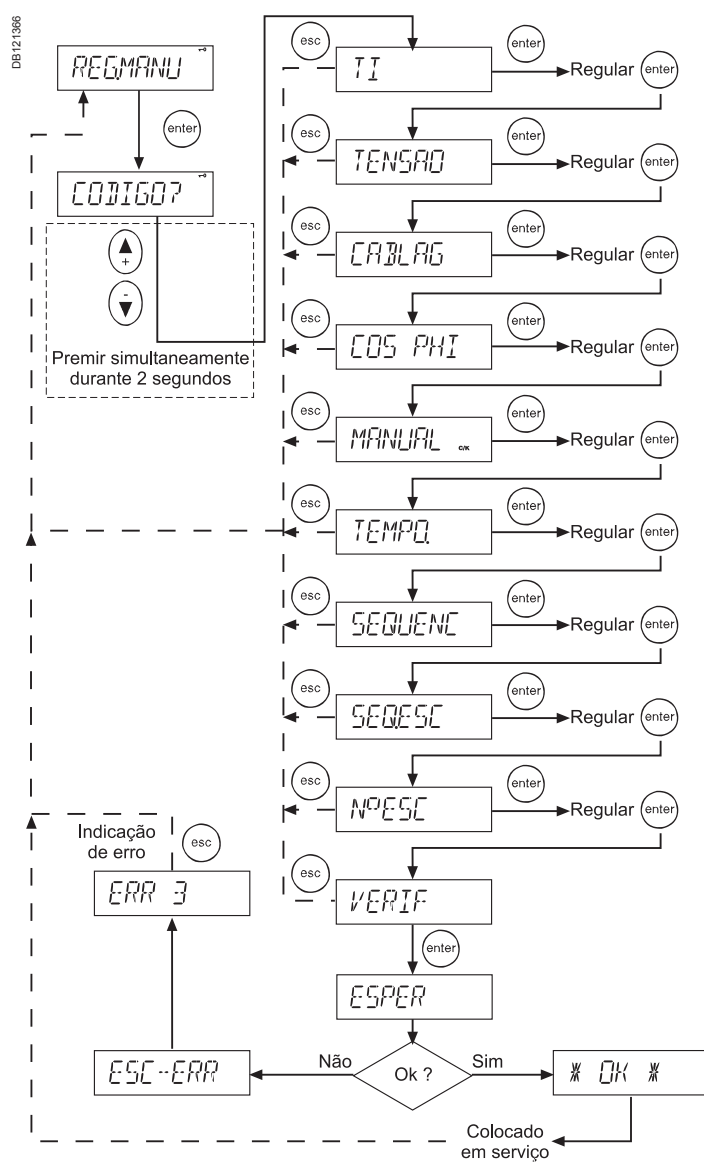 DB121366
REG.MANU
enter
CODIGO?
+
-
Premir simultaneamente
durante 2 segundos
esc
TI
enter
Regular
enter
esc
TENSAO
enter
Regular
enter
esc
CABLAG
enter
Regular
enter
esc
COS PHI
enter
Regular
enter
esc
MANUAL C/K
enter
Regular
enter
esc
TEMPO.
enter
Regular
enter
esc
SEQUENC
enter
Regular
enter
esc
SEQ.ESC
enter
Regular
enter
esc
NºESC
enter
Regular
enter
esc
VERIF
enter
ESPER
Ok ?
Não
Sim
ESC-ERR
ERR 3
Indicação
de erro
esc
* OK *
Colocado
em serviço